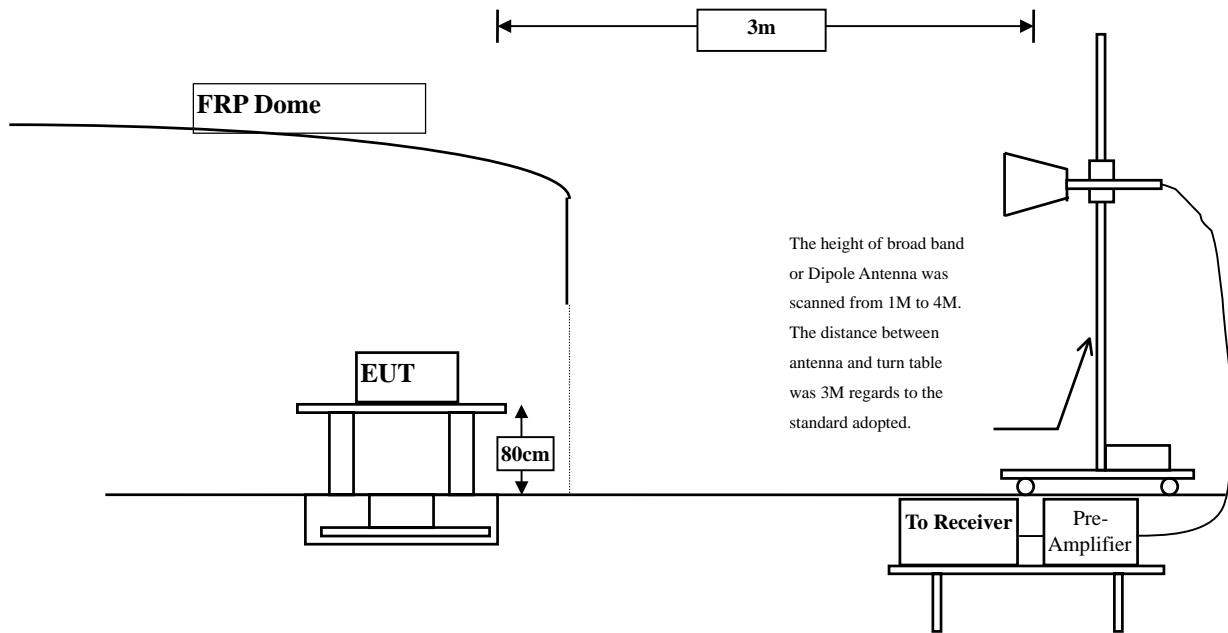 3m
FRP Dome
The height of broad band
or Dipole Antenna was
scanned from 1M to 4M.
The distance between
antenna and turn table
was 3M regards to the
standard adopted.
EUT
80cm
To Receiver
Pre-
Amplifier